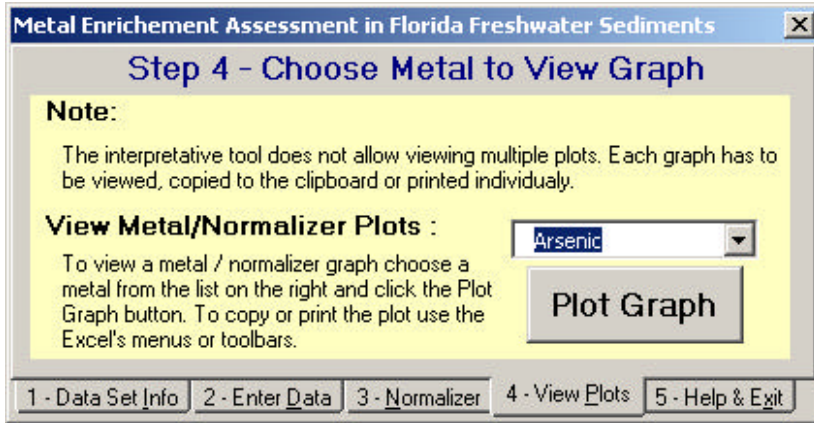 Metal Enrichement Assessment in Florida Freshwater Sediments
Step 4 - Choose Metal to View Graph
Note:
The interpretative tool does not allow viewing multiple plots. Each graph has to
be viewed, copied to the clipboard or printed individualy.
View Metal/Normalizer Plots :
Arsenic
To view a metal / normalizer graph choose a
metal from the list on the right and click the Plot
Graph button. To copy or print the plot use the
Excel's menus or toolbars.
Plot Graph
1 - Data Set Info 2 - Enter Data 3 - Normalizer 4 - View Plots 5 - Help & Exit